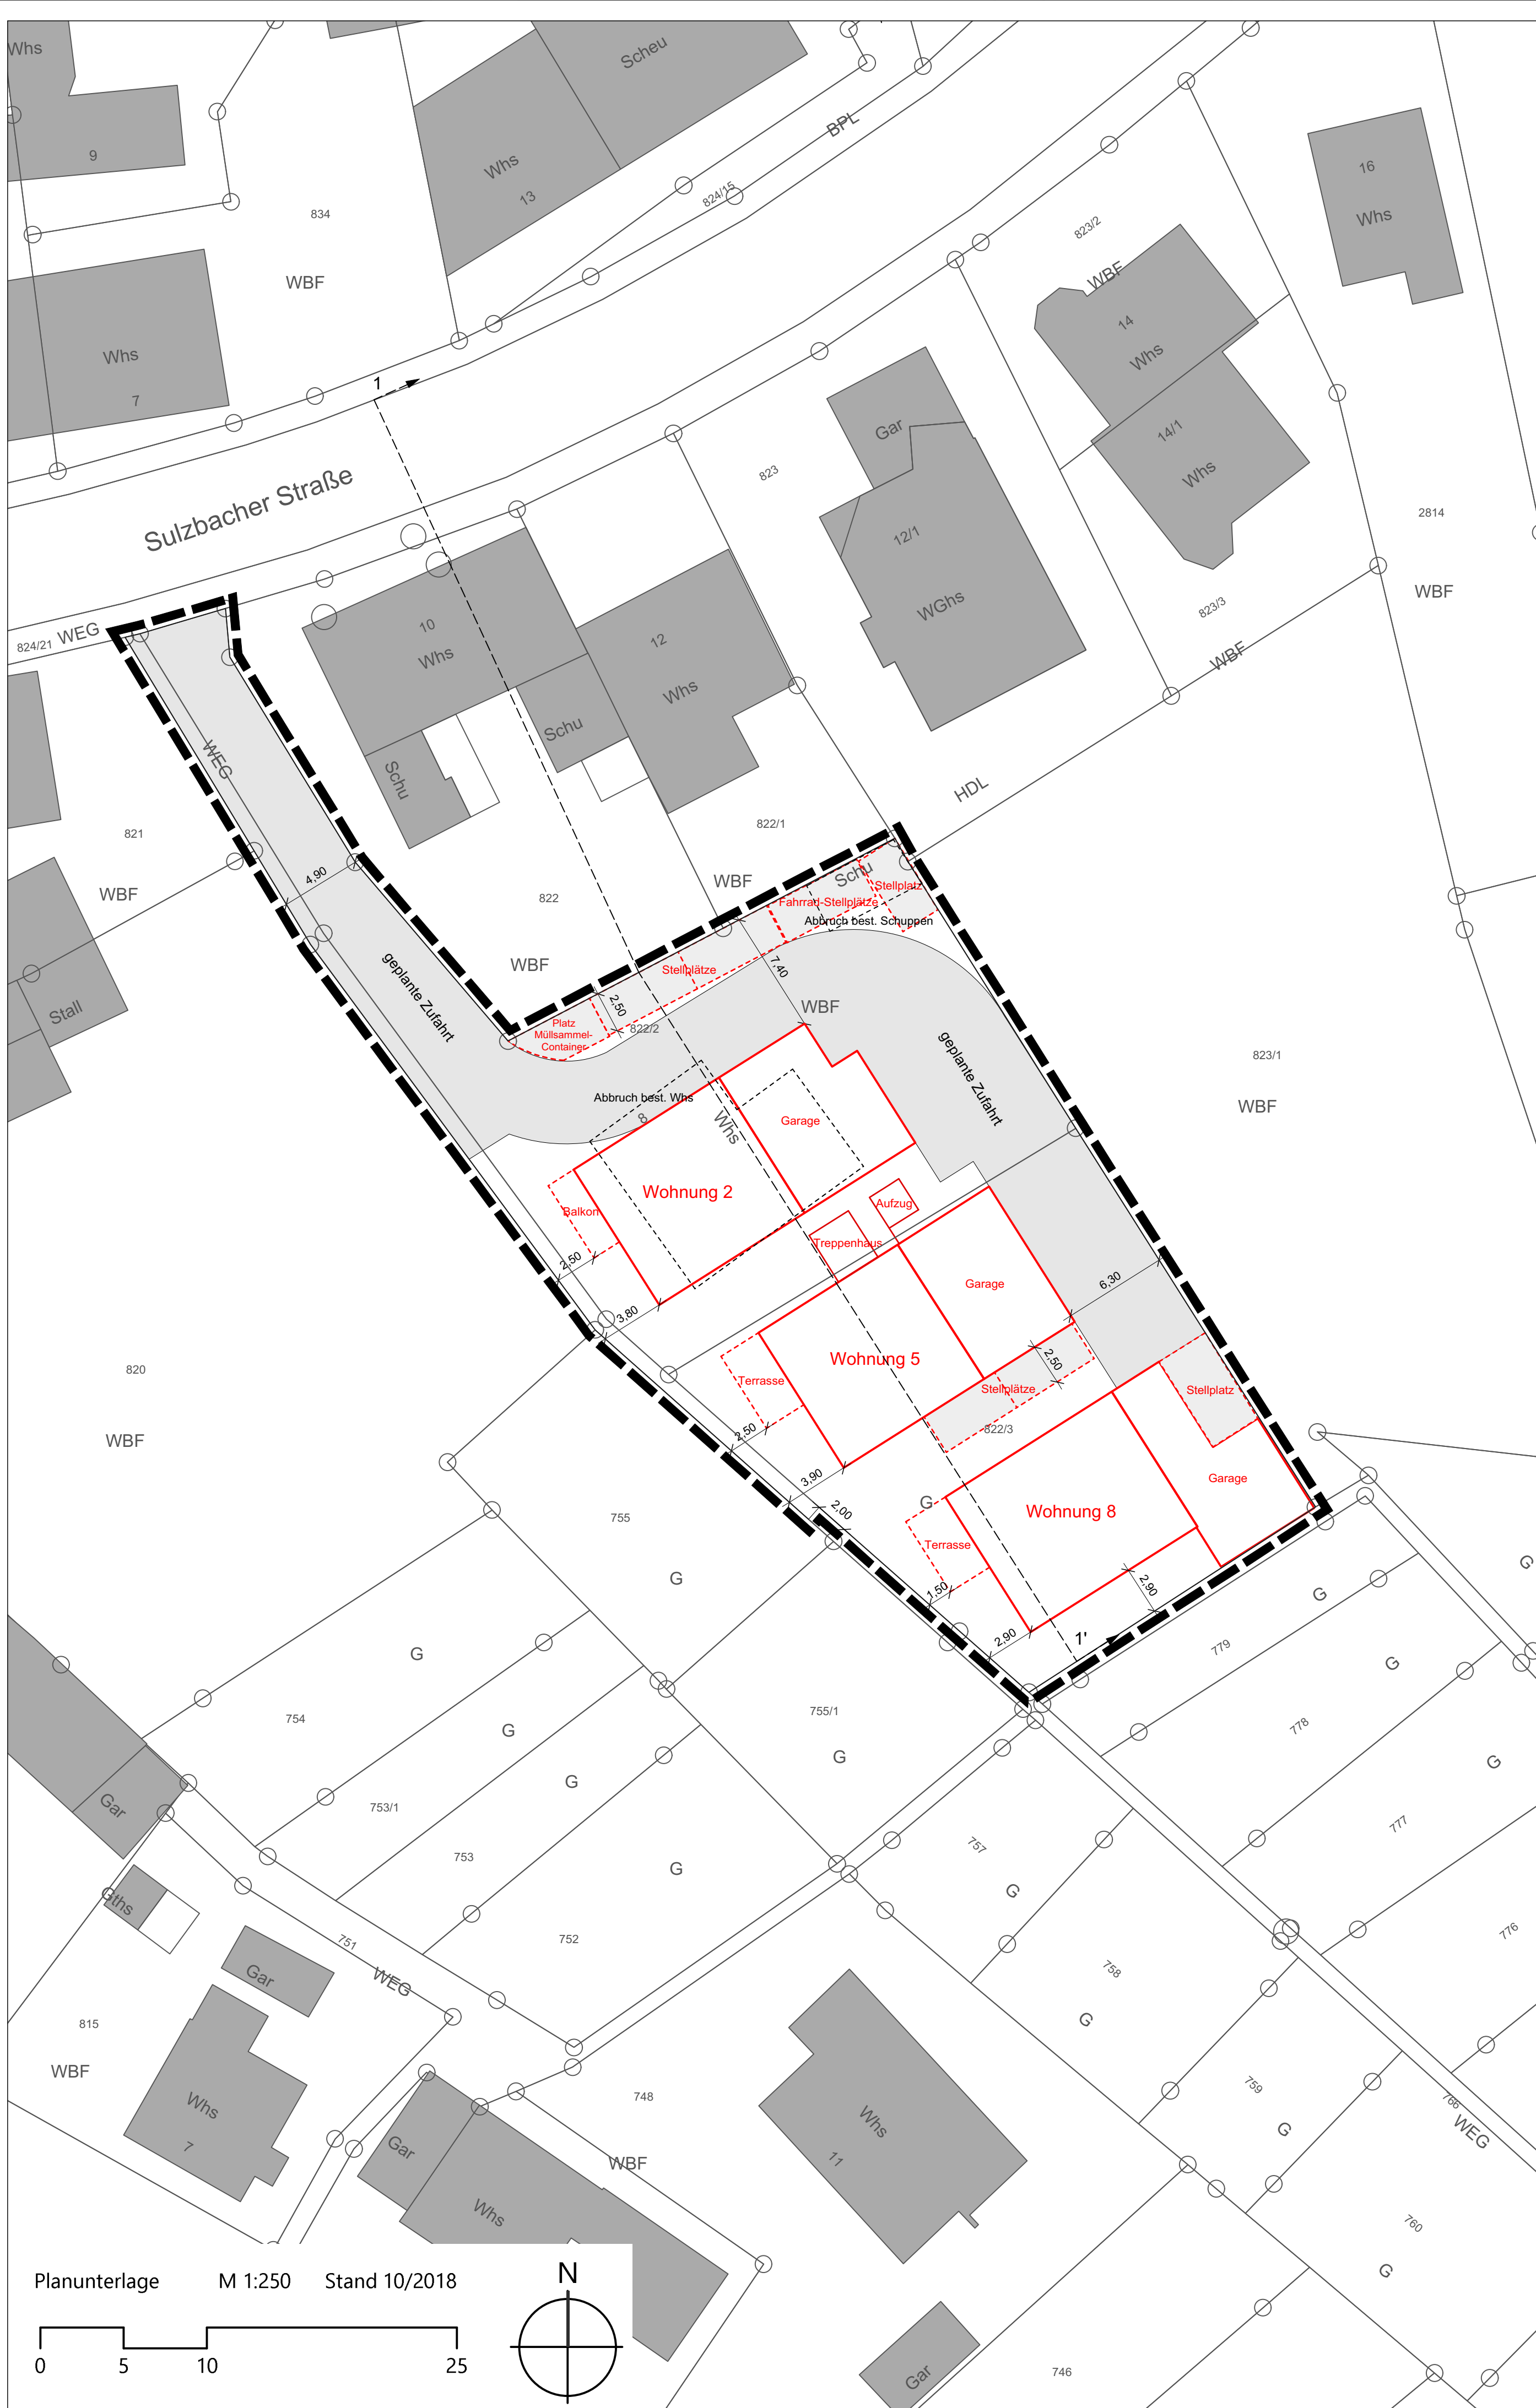 Whs
Scheu
9
BPL
Whs
13
824/15
16
Whs
834
WBF
823/2
WBF
14
Whs
Whs
7
1
Gar
14/1
Whs
823
Sulzbacher Straße
12/1
WGhs
2814
WBF
10
Whs
12
Whs
823/3
WBF
824/21
WEG
Schu
Schu
WEG
HDL
821
WBF
822/1
WBF
822
WBF
4,90
Schu
Stellplatz
Fahrrad-Stellplätze
Abbruch best. Schuppen
Stellplätze
7,40
2,50
Platz
Müllsammel-
Container
822/2
WBF
geplante Zufahrt
geplante Zufahrt
Stall
823/1
WBF
Abbruch best. Whs
8
Whs
Garage
Wohnung 2
Balkon
Aufzug
Treppenhaus
2,50
3,80
Garage
6,30
Wohnung 5
Terrasse
2,50
Stellplätze
Stellplatz
822/3
820
WBF
2,50
3,90
2,00
G
Wohnung 8
Garage
Terrasse
1,50
2,90
2,90
1'
755
G
G
G
779
G
G
754
G
755/1
G
778
G
Gar
753/1
G
753
G
777
757
G
776
Gths
751
WEG
752
758
G
Gar
815
WBF
Whs
7
748
WBF
759
G
766
WEG
Whs
11
Gar
Whs
760
G
Planunterlage M 1:250 Stand 10/2018
N
0 5 10 25
Gar
746